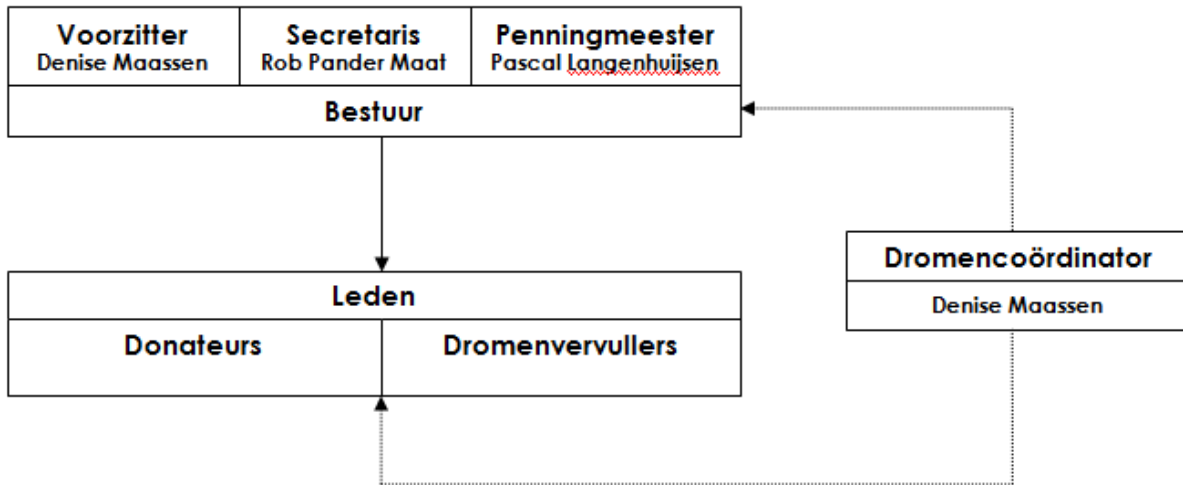 Voorzitter
Denise Maassen
Secretaris
Rob Pander Maat
Penningmeester
Pascal Langenhuijsen
Bestuur
Dromencoördinator
Denise Maassen
Leden
Donateurs
Dromenvervullers